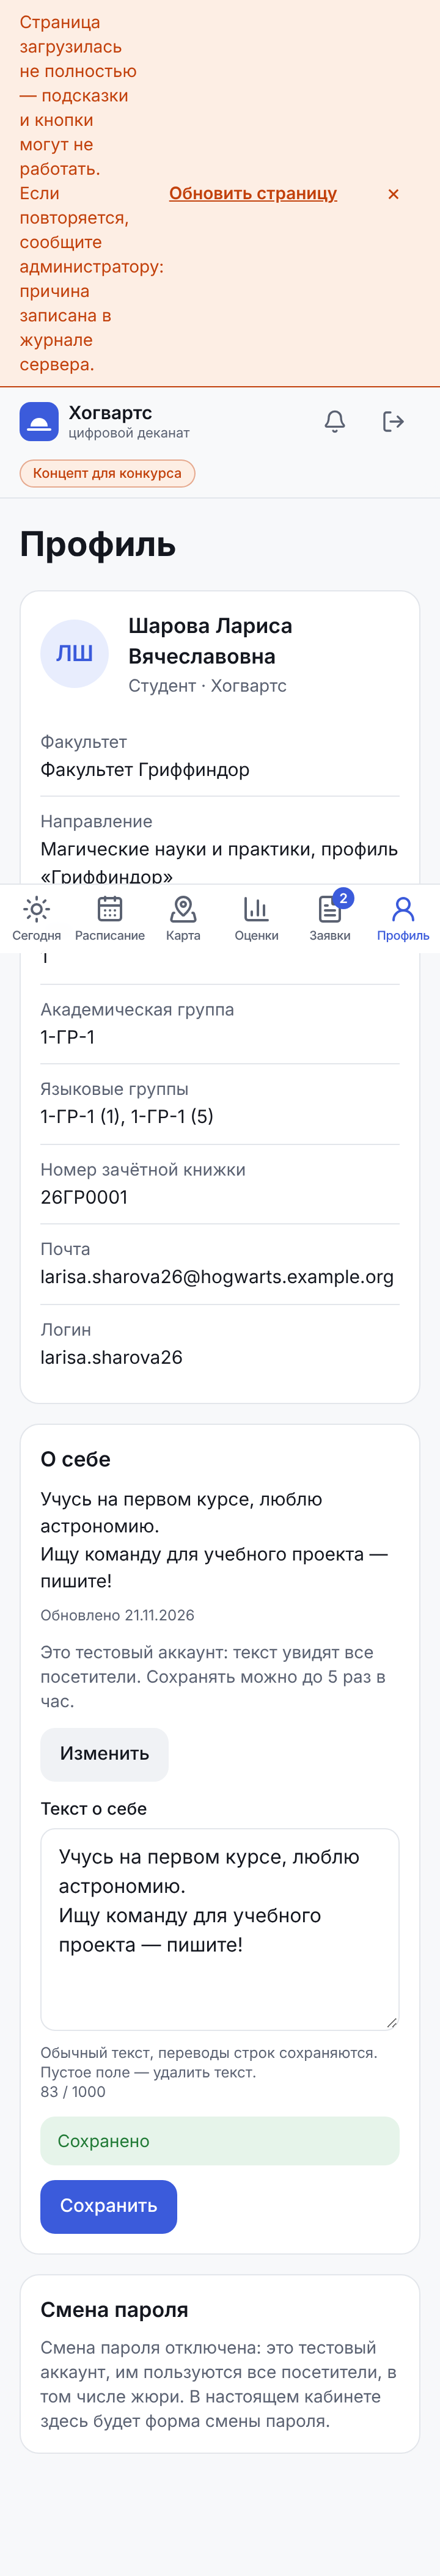 Страница
загрузилась
не полностью
— подсказки
и кнопки
могут не
работать.
Если
повторяется,
сообщите
администратору:
причина
записана в
журнале
сервера.
Обновить страницу
×
Хогвартс
цифровой деканат
Концепт для конкурса
Профиль
ЛШ
Шарова Лариса
Вячеславовна
Студент · Хогвартс
Факультет
Факультет Гриффиндор
Направление
Магические науки и практики, профиль
«Гриффиндор»
2
Сегодня
Расписание
Карта
Оценки
Заявки
Профиль
1
Академическая группа
1-ГР-1
Языковые группы
1-ГР-1 (1), 1-ГР-1 (5)
Номер зачётной книжки
26ГР0001
Почта
larisa.sharova26@hogwarts.example.org
Логин
larisa.sharova26
О себе
Учусь на первом курсе, люблю
астрономию.
Ищу команду для учебного проекта —
пишите!
Обновлено 21.11.2026
Это тестовый аккаунт: текст увидят все
посетители. Сохранять можно до 5 раз в
час.
Изменить
Текст о себе
Учусь на первом курсе, люблю
астрономию.
Ищу команду для учебного
проекта — пишите!
Обычный текст, переводы строк сохраняются.
Пустое поле — удалить текст.
83 / 1000
Сохранено
Сохранить
Смена пароля
Смена пароля отключена: это тестовый
аккаунт, им пользуются все посетители, в
том числе жюри. В настоящем кабинете
здесь будет форма смены пароля.